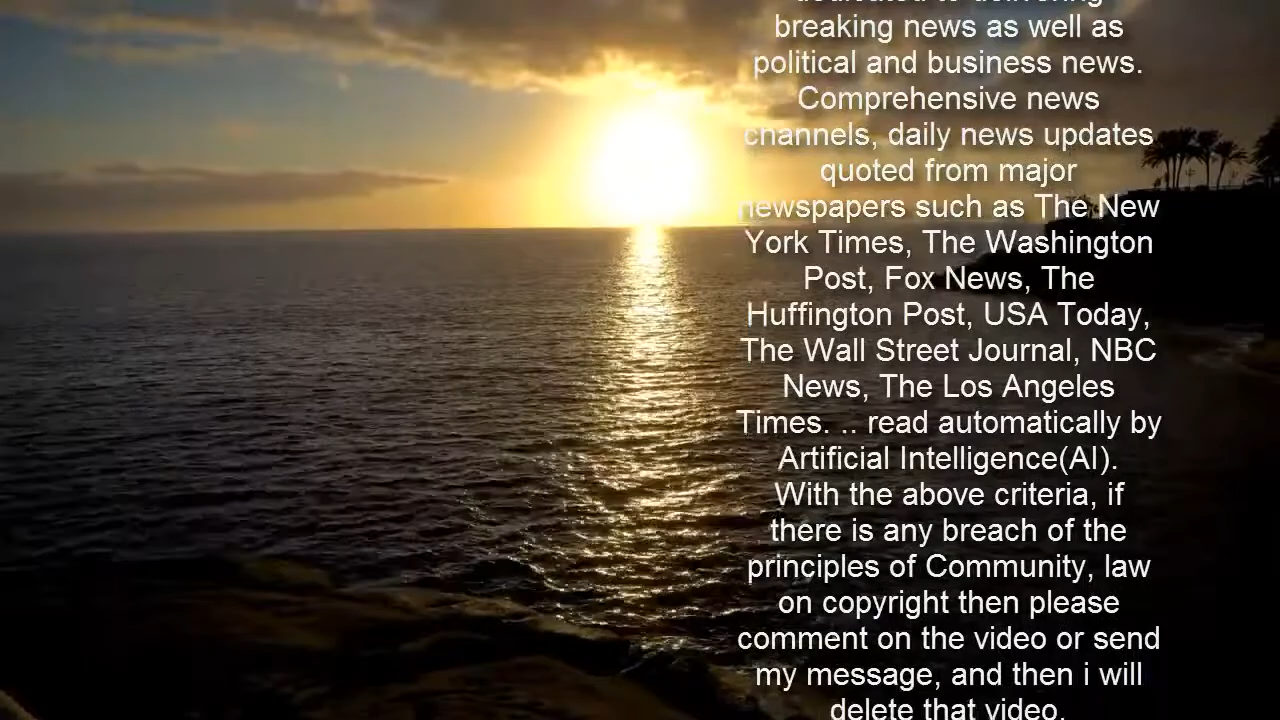 dedicated to delivering
breaking news as well as
political and business news.
Comprehensive news
channels, daily news updates
quoted from major
newspapers such as The New
York Times, The Washington
Post, Fox News, The
Huffington Post, USA Today,
The Wall Street Journal, NBC
News, The Los Angeles
Times. .. read automatically by
Artificial Intelligence(AI).
With the above criteria, if
there is any breach of the
principles of Community, law
on copyright then please
comment on the video or send
my message, and then i will
delete that video.